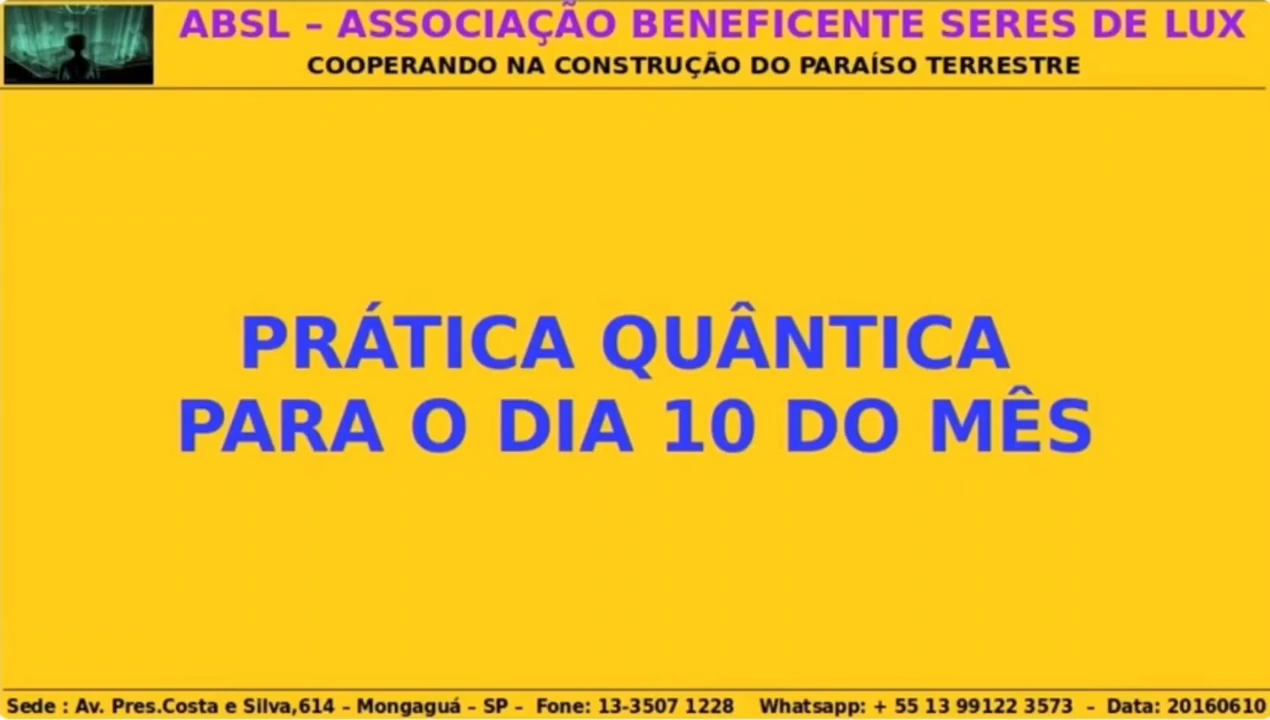 ABSL – ASSOCIAÇÃO BENEFICENTE SERES DE LUX
COOPERANDO NA CONSTRUÇÃO DO PARAÍSO TERRESTRE
PRÁTICA QUÂNTICA
PARA O DIA 10 DO MÊS
Sede : Av. Pres.Costa e Silva,614 – Mongaguá – SP – Fone: 13-3507 1228 Whatsapp: + 55 13 99122 3573 – Data: 20160610